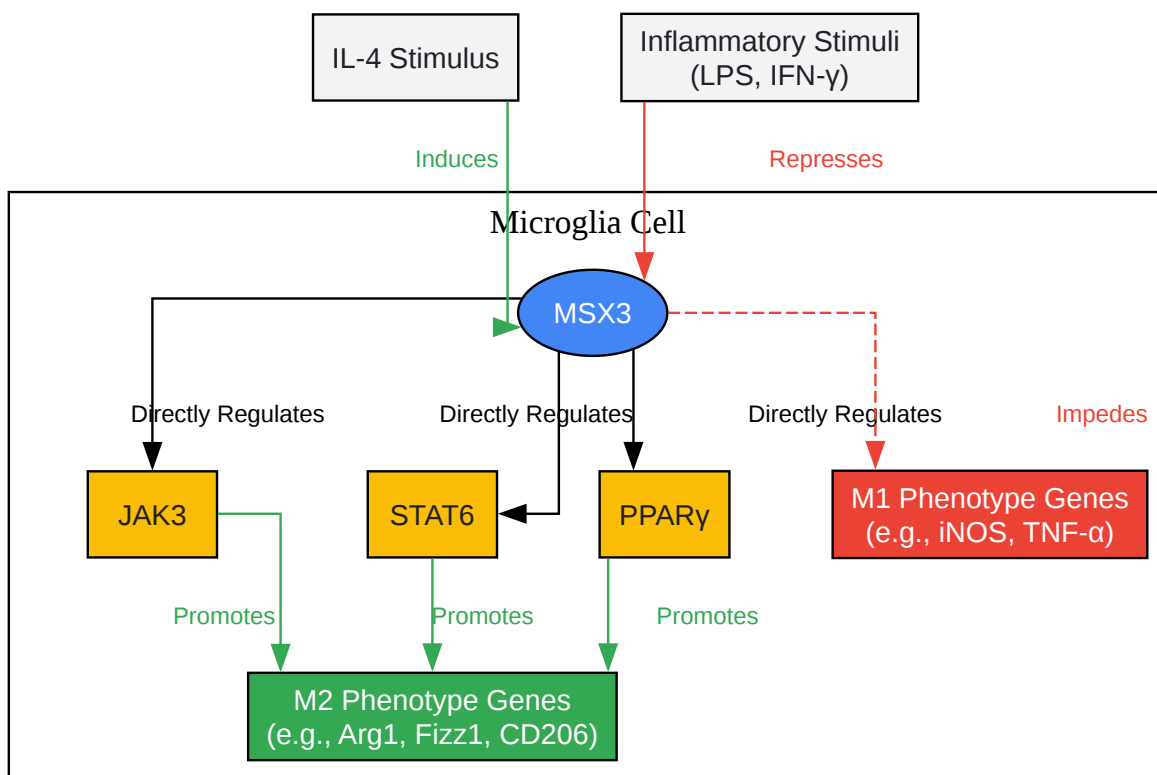 IL-4 Stimulus
Inflammatory Stimuli
(LPS, IFN-γ)
Induces
Represses
Microglia Cell
MSX3
Directly Regulates
Directly Regulates
Directly Regulates
Impedes
JAK3
STAT6
PPARγ
M1 Phenotype Genes
(e.g., iNOS, TNF-α)
Promotes
Promotes
Promotes
M2 Phenotype Genes
(e.g., Arg1, Fizz1, CD206)